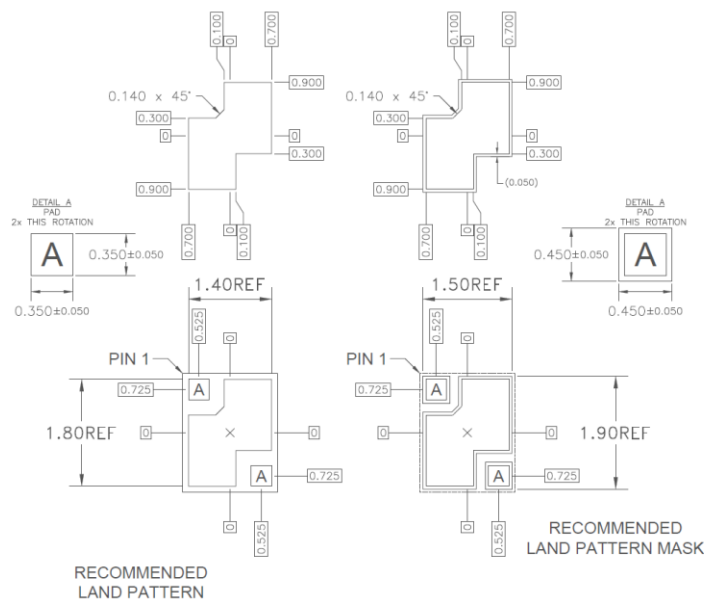 0.100
0
0.700
0.100
0
0.700
0.900
0.900
0.140 x 45°
0.140 x 45°
0.300
0.300
0
0
0
0
0.300
0.300
0.900
0.900
(0.050)
0.700
0
0.100
0.700
0
0.100
DETAIL A
PAD
2x THIS ROTATION
A
0.350±0.050
0.350±0.050
DETAIL A
PAD
2x THIS ROTATION
A
0.450±0.050
0.450±0.050
1.40REF
1.50REF
0.525
0
0.525
0
PIN 1
PIN 1
0.725
A
0.725
A
1.80REF
0
0
0
0
1.90REF
A
0.725
A
0.725
0
0.525
0
0.525
RECOMMENDED
LAND PATTERN
RECOMMENDED
LAND PATTERN MASK